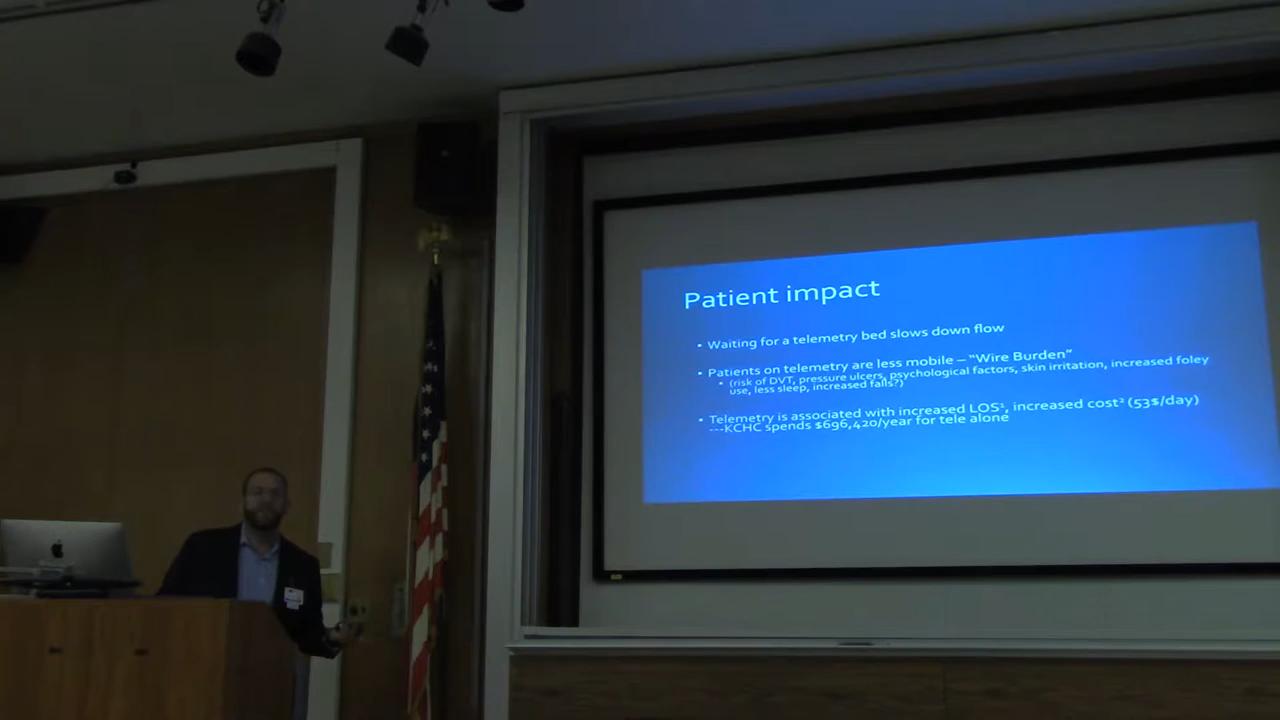 Patient impact
• Waiting for a telemetry bed slows down flow
• Patients on telemetry are less mobile – “Wire Burden”
• (risk of DVT, pressure ulcers, psychological factors, skin irritation, increased foley
use, less sleep, increased falls?)
• Telemetry is associated with increased LOS¹, increased cost² (53$/day)
---KCHC spends $696,420/year for tele alone